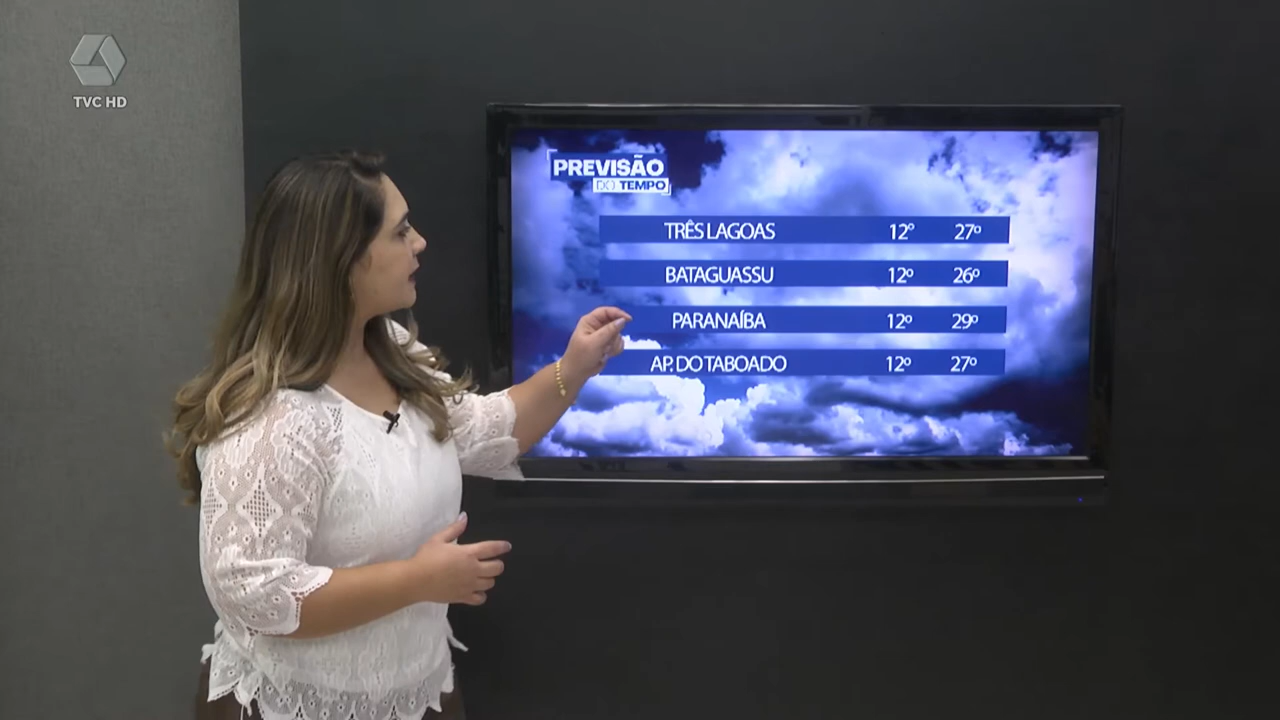 TVC HD
PREVISÃO
DO TEMPO
TRÊS LAGOAS 12º 27º
BATAGUASSU 12º 26º
PARANAÍBA 12º 29º
AP. DO TABOADO 12º 27º